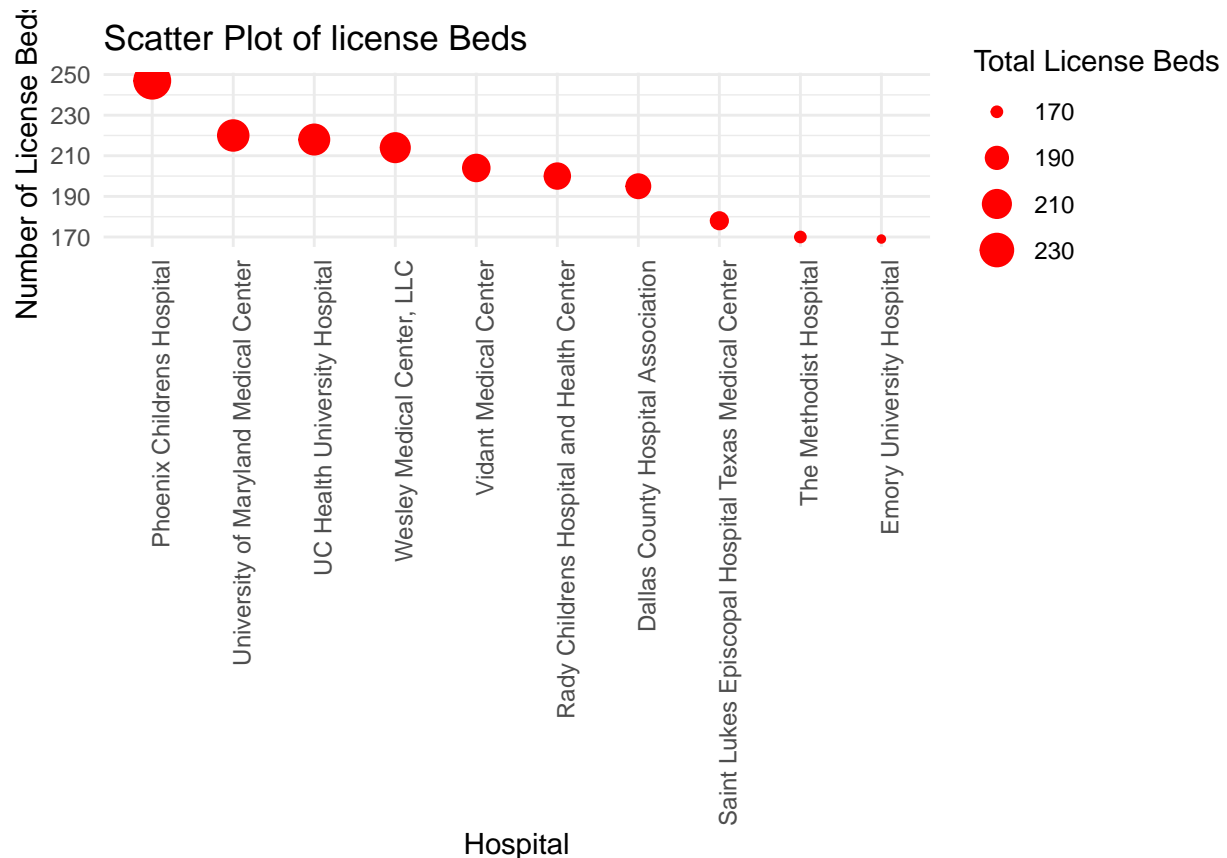 Scatter Plot of license Beds
Number of License Beds
250
230
210
190
170
Phoenix Childrens Hospital
University of Maryland Medical Center
UC Health University Hospital
Wesley Medical Center, LLC
Vidant Medical Center
Rady Childrens Hospital and Health Center
Dallas County Hospital Association
Saint Lukes Episcopal Hospital Texas Medical Center
The Methodist Hospital
Emory University Hospital
Hospital
Total License Beds
170
190
210
230